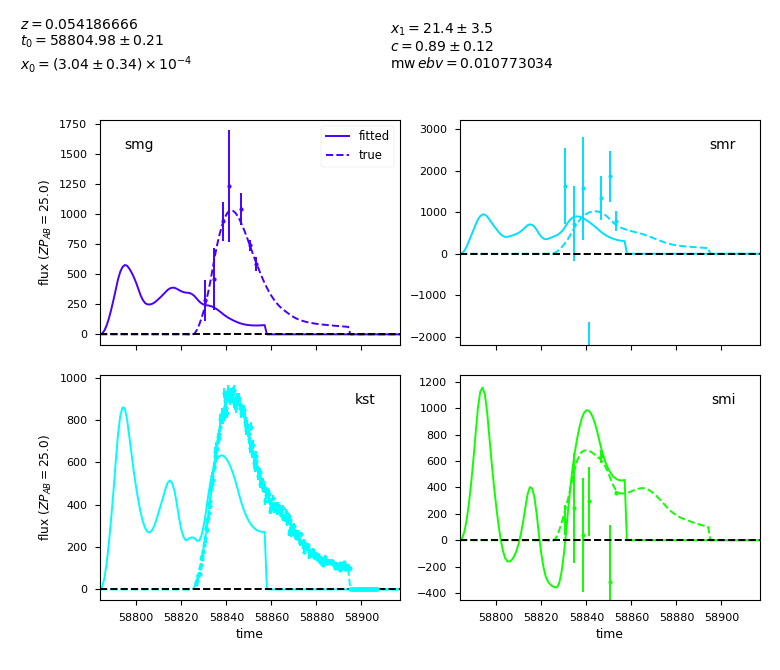 z = 0.054186666
t₀ = 58804.98 ± 0.21
x₀ = (3.04 ± 0.34) × 10⁻⁴
x₁ = 21.4 ± 3.5
c = 0.89 ± 0.12
mw ebv = 0.010773034
smg
fitted
true
1750
1500
1250
1000
750
500
250
0
flux (ZP_AB = 25.0)
smr
3000
2000
1000
0
−1000
−2000
kst
1000
800
600
400
200
0
flux (ZP_AB = 25.0)
58800 58820 58840 58860 58880 58900
time
smi
1200
1000
800
600
400
200
0
−200
−400
58800 58820 58840 58860 58880 58900
time